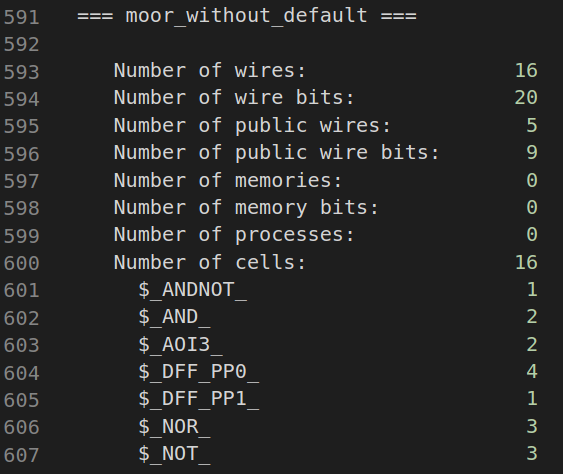 591 === moor_without_default ===
592
593 Number of wires: 16
594 Number of wire bits: 20
595 Number of public wires: 5
596 Number of public wire bits: 9
597 Number of memories: 0
598 Number of memory bits: 0
599 Number of processes: 0
600 Number of cells: 16
601 $_ANDNOT_ 1
602 $_AND_ 2
603 $_AOI3_ 2
604 $_DFF_PP0_ 4
605 $_DFF_PP1_ 1
606 $_NOR_ 3
607 $_NOT_ 3